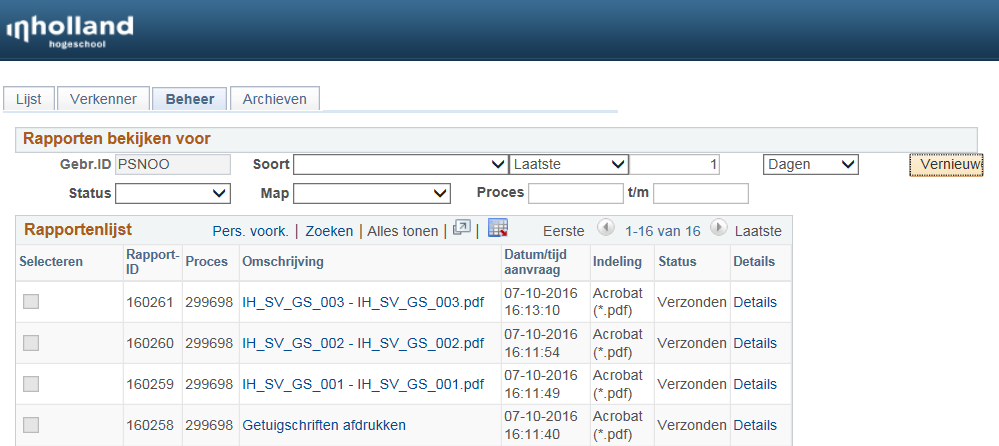 inholland
hogeschool
Lijst Verkenner Beheer Archieven
Rapporten bekijken voor
Gebr.ID PSNOO Soort Laatste 1 Dagen Vernieuw
Status Map Proces t/m
Rapportenlijst Pers. voork. | Zoeken | Alles tonen | | Eerste 1-16 van 16 Laatste
Selecteren Rapport-ID Proces Omschrijving Datum/tijd aanvraag Indeling Status Details
160261 299698 IH_SV_GS_003 - IH_SV_GS_003.pdf 07-10-2016 16:13:10 Acrobat (*.pdf) Verzonden Details
160260 299698 IH_SV_GS_002 - IH_SV_GS_002.pdf 07-10-2016 16:11:54 Acrobat (*.pdf) Verzonden Details
160259 299698 IH_SV_GS_001 - IH_SV_GS_001.pdf 07-10-2016 16:11:49 Acrobat (*.pdf) Verzonden Details
160258 299698 Getuigschriften afdrukken 07-10-2016 16:11:40 Acrobat (*.pdf) Verzonden Details